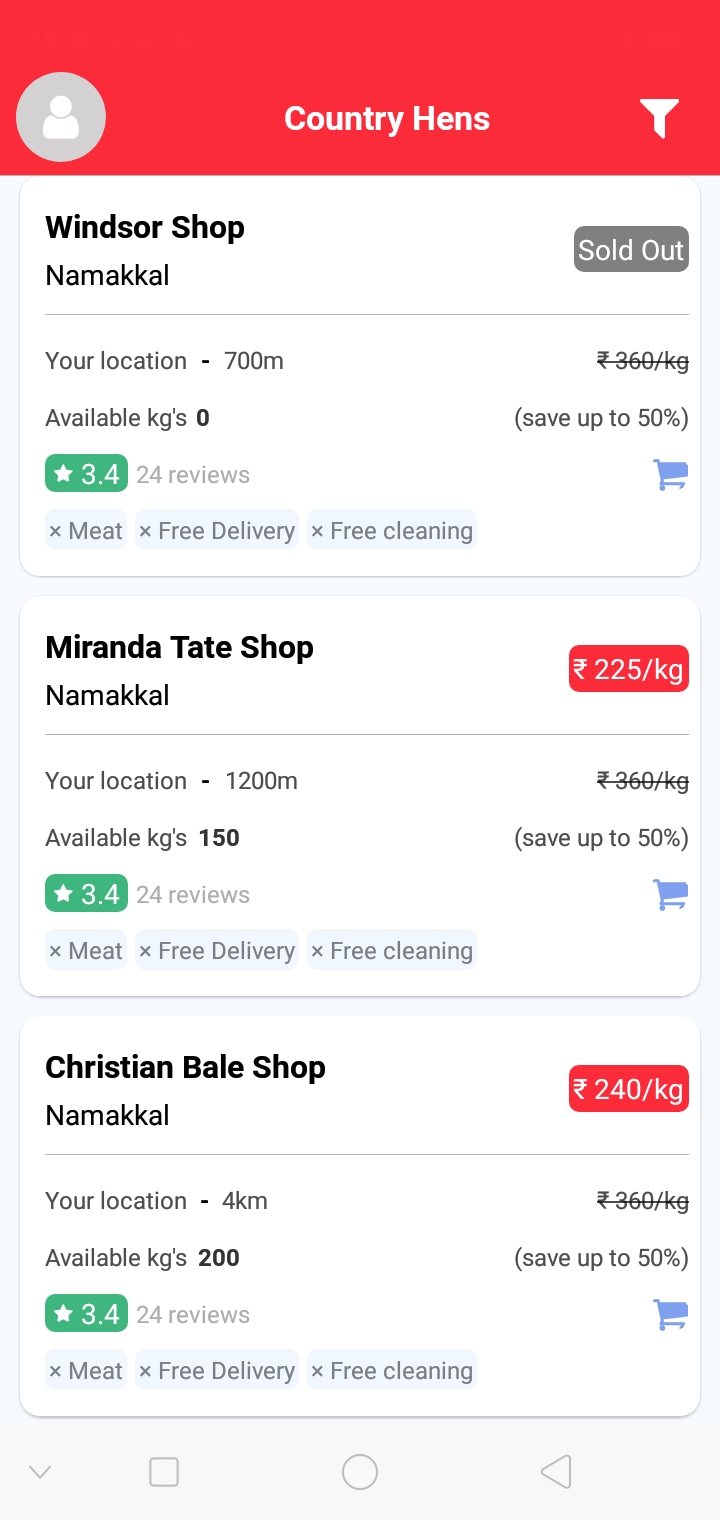 Country Hens
Windsor Shop
Sold Out
Namakkal
Your location - 700m
₹ 360/kg
Available kg's 0
(save up to 50%)
3.4 24 reviews
× Meat × Free Delivery × Free cleaning
Miranda Tate Shop
₹ 225/kg
Namakkal
Your location - 1200m
₹ 360/kg
Available kg's 150
(save up to 50%)
3.4 24 reviews
× Meat × Free Delivery × Free cleaning
Christian Bale Shop
₹ 240/kg
Namakkal
Your location - 4km
₹ 360/kg
Available kg's 200
(save up to 50%)
3.4 24 reviews
× Meat × Free Delivery × Free cleaning